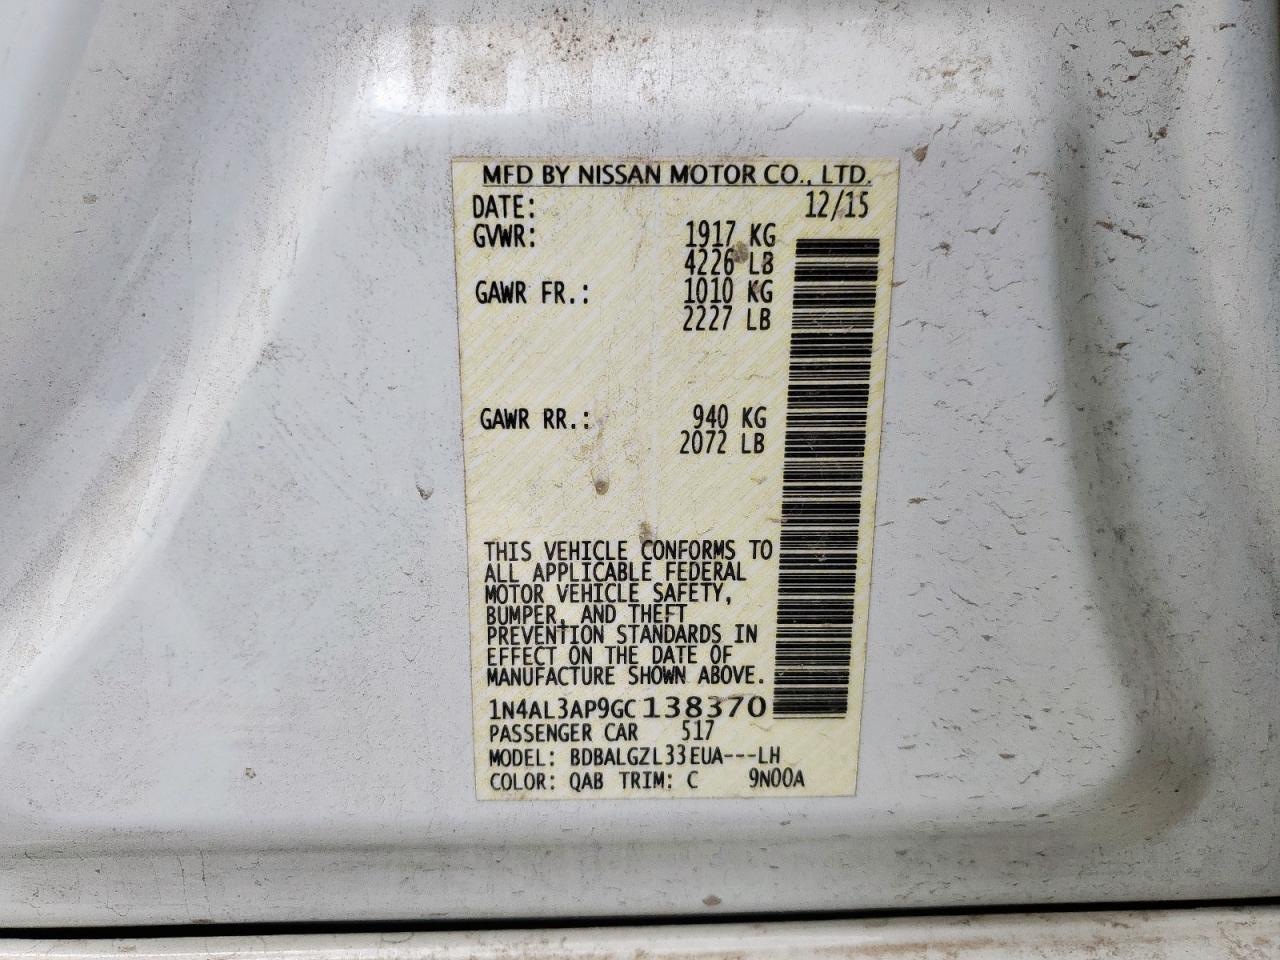 MFD BY NISSAN MOTOR CO., LTD.
DATE: 12/15
GVWR: 1917 KG
4226 LB
GAWR FR.: 1010 KG
2227 LB
GAWR RR.: 940 KG
2072 LB
THIS VEHICLE CONFORMS TO
ALL APPLICABLE FEDERAL
MOTOR VEHICLE SAFETY,
BUMPER, AND THEFT
PREVENTION STANDARDS IN
EFFECT ON THE DATE OF
MANUFACTURE SHOWN ABOVE.
1N4AL3AP9GC138370
PASSENGER CAR 517
MODEL: BDBALGZL33EUA---LH
COLOR: QAB TRIM: C 9N00A